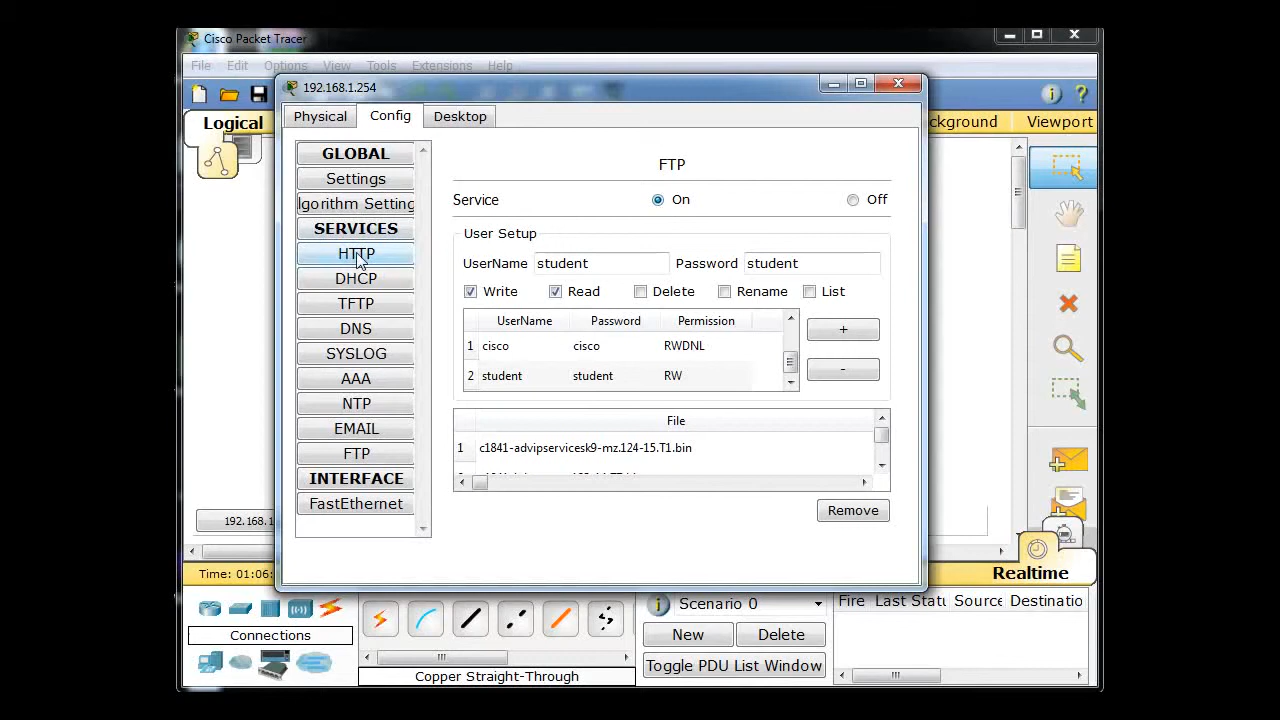 Cisco Packet Tracer
File Edit Options View Tools Extensions Help
192.168.1.254
Logical
ckground
Viewport
Physical
Config
Desktop
GLOBAL
Settings
lgorithm Setting
SERVICES
HTTP
DHCP
TFTP
DNS
SYSLOG
AAA
NTP
EMAIL
FTP
INTERFACE
FastEthernet
FTP
Service On Off
User Setup
UserName student Password student
Write Read Delete Rename List
UserName Password Permission
1 cisco cisco RWDNL
2 student student RW
+
-
File
1 c1841-advipservicesk9-mz.124-15.T1.bin
Remove
192.168.1
Time: 01:06:
Realtime
Connections
Copper Straight-Through
Scenario 0
New Delete
Toggle PDU List Window
Fire Last Statu Source Destinatio